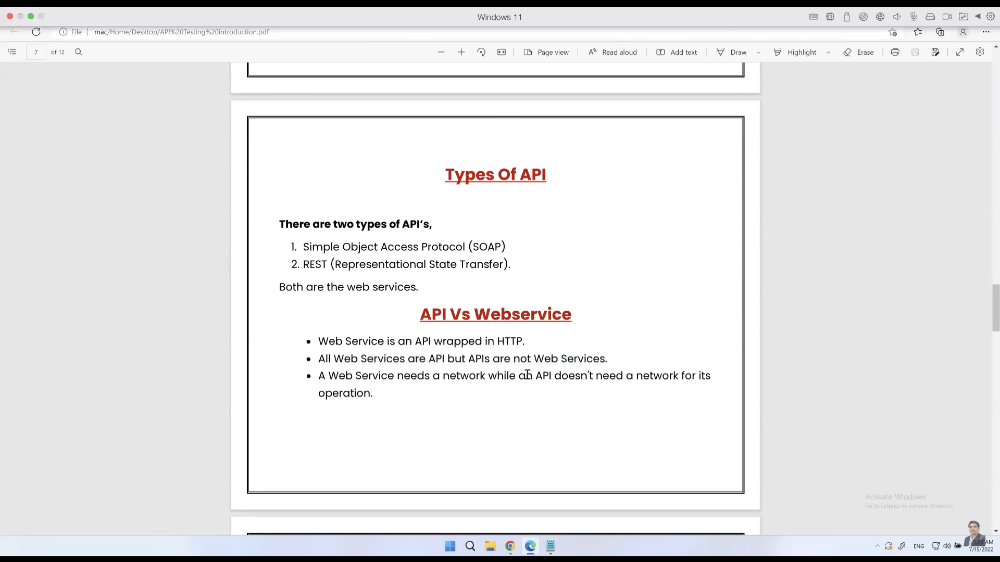 Windows 11
File mac/Home/Desktop/API%20Testing%20introduction.pdf
7 of 12 Page view Read aloud Add text Draw Highlight Erase
Types Of API
There are two types of API's,
1. Simple Object Access Protocol (SOAP)
2. REST (Representational State Transfer).
Both are the web services.
API Vs Webservice
• Web Service is an API wrapped in HTTP.
• All Web Services are API but APIs are not Web Services.
• A Web Service needs a network while an API doesn't need a network for its
operation.
Activate Windows
Go to Settings to activate Windows.
ENG
7:29 AM
7/15/2022